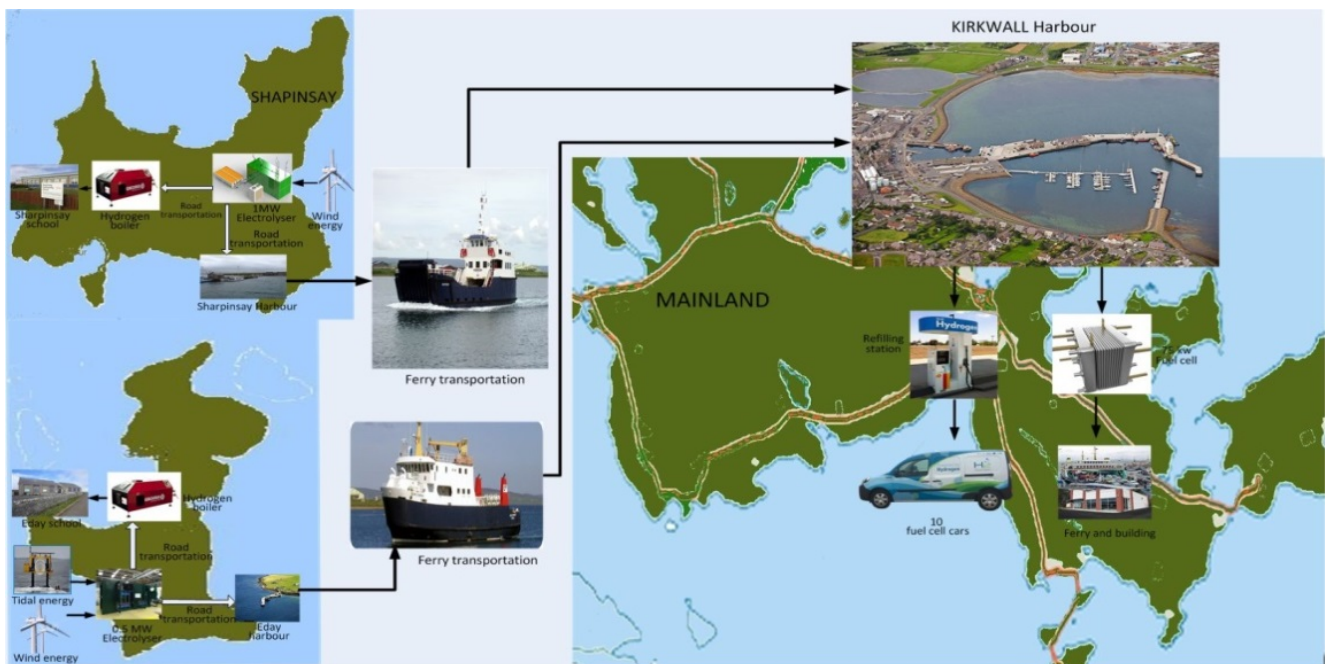 KIRKWALL Harbour
SHAPINSAY
Sharpinsay
school
Hydrogen
boiler
Road
transportation
1MW
Electrolyser
Road
transportation
Wind
energy
Sharpinsay Harbour
Ferry transportation
MAINLAND
Refilling
station
Hydrogen
Fuel cell
Hydrogen
10
fuel cell cars
Ferry and building
Eday school
Hydrogen
boiler
Road
transportation
Tidal energy
0.5 MW
Electrolyser
Road
transportation
Eday
Harbour
Wind energy
Ferry transportation